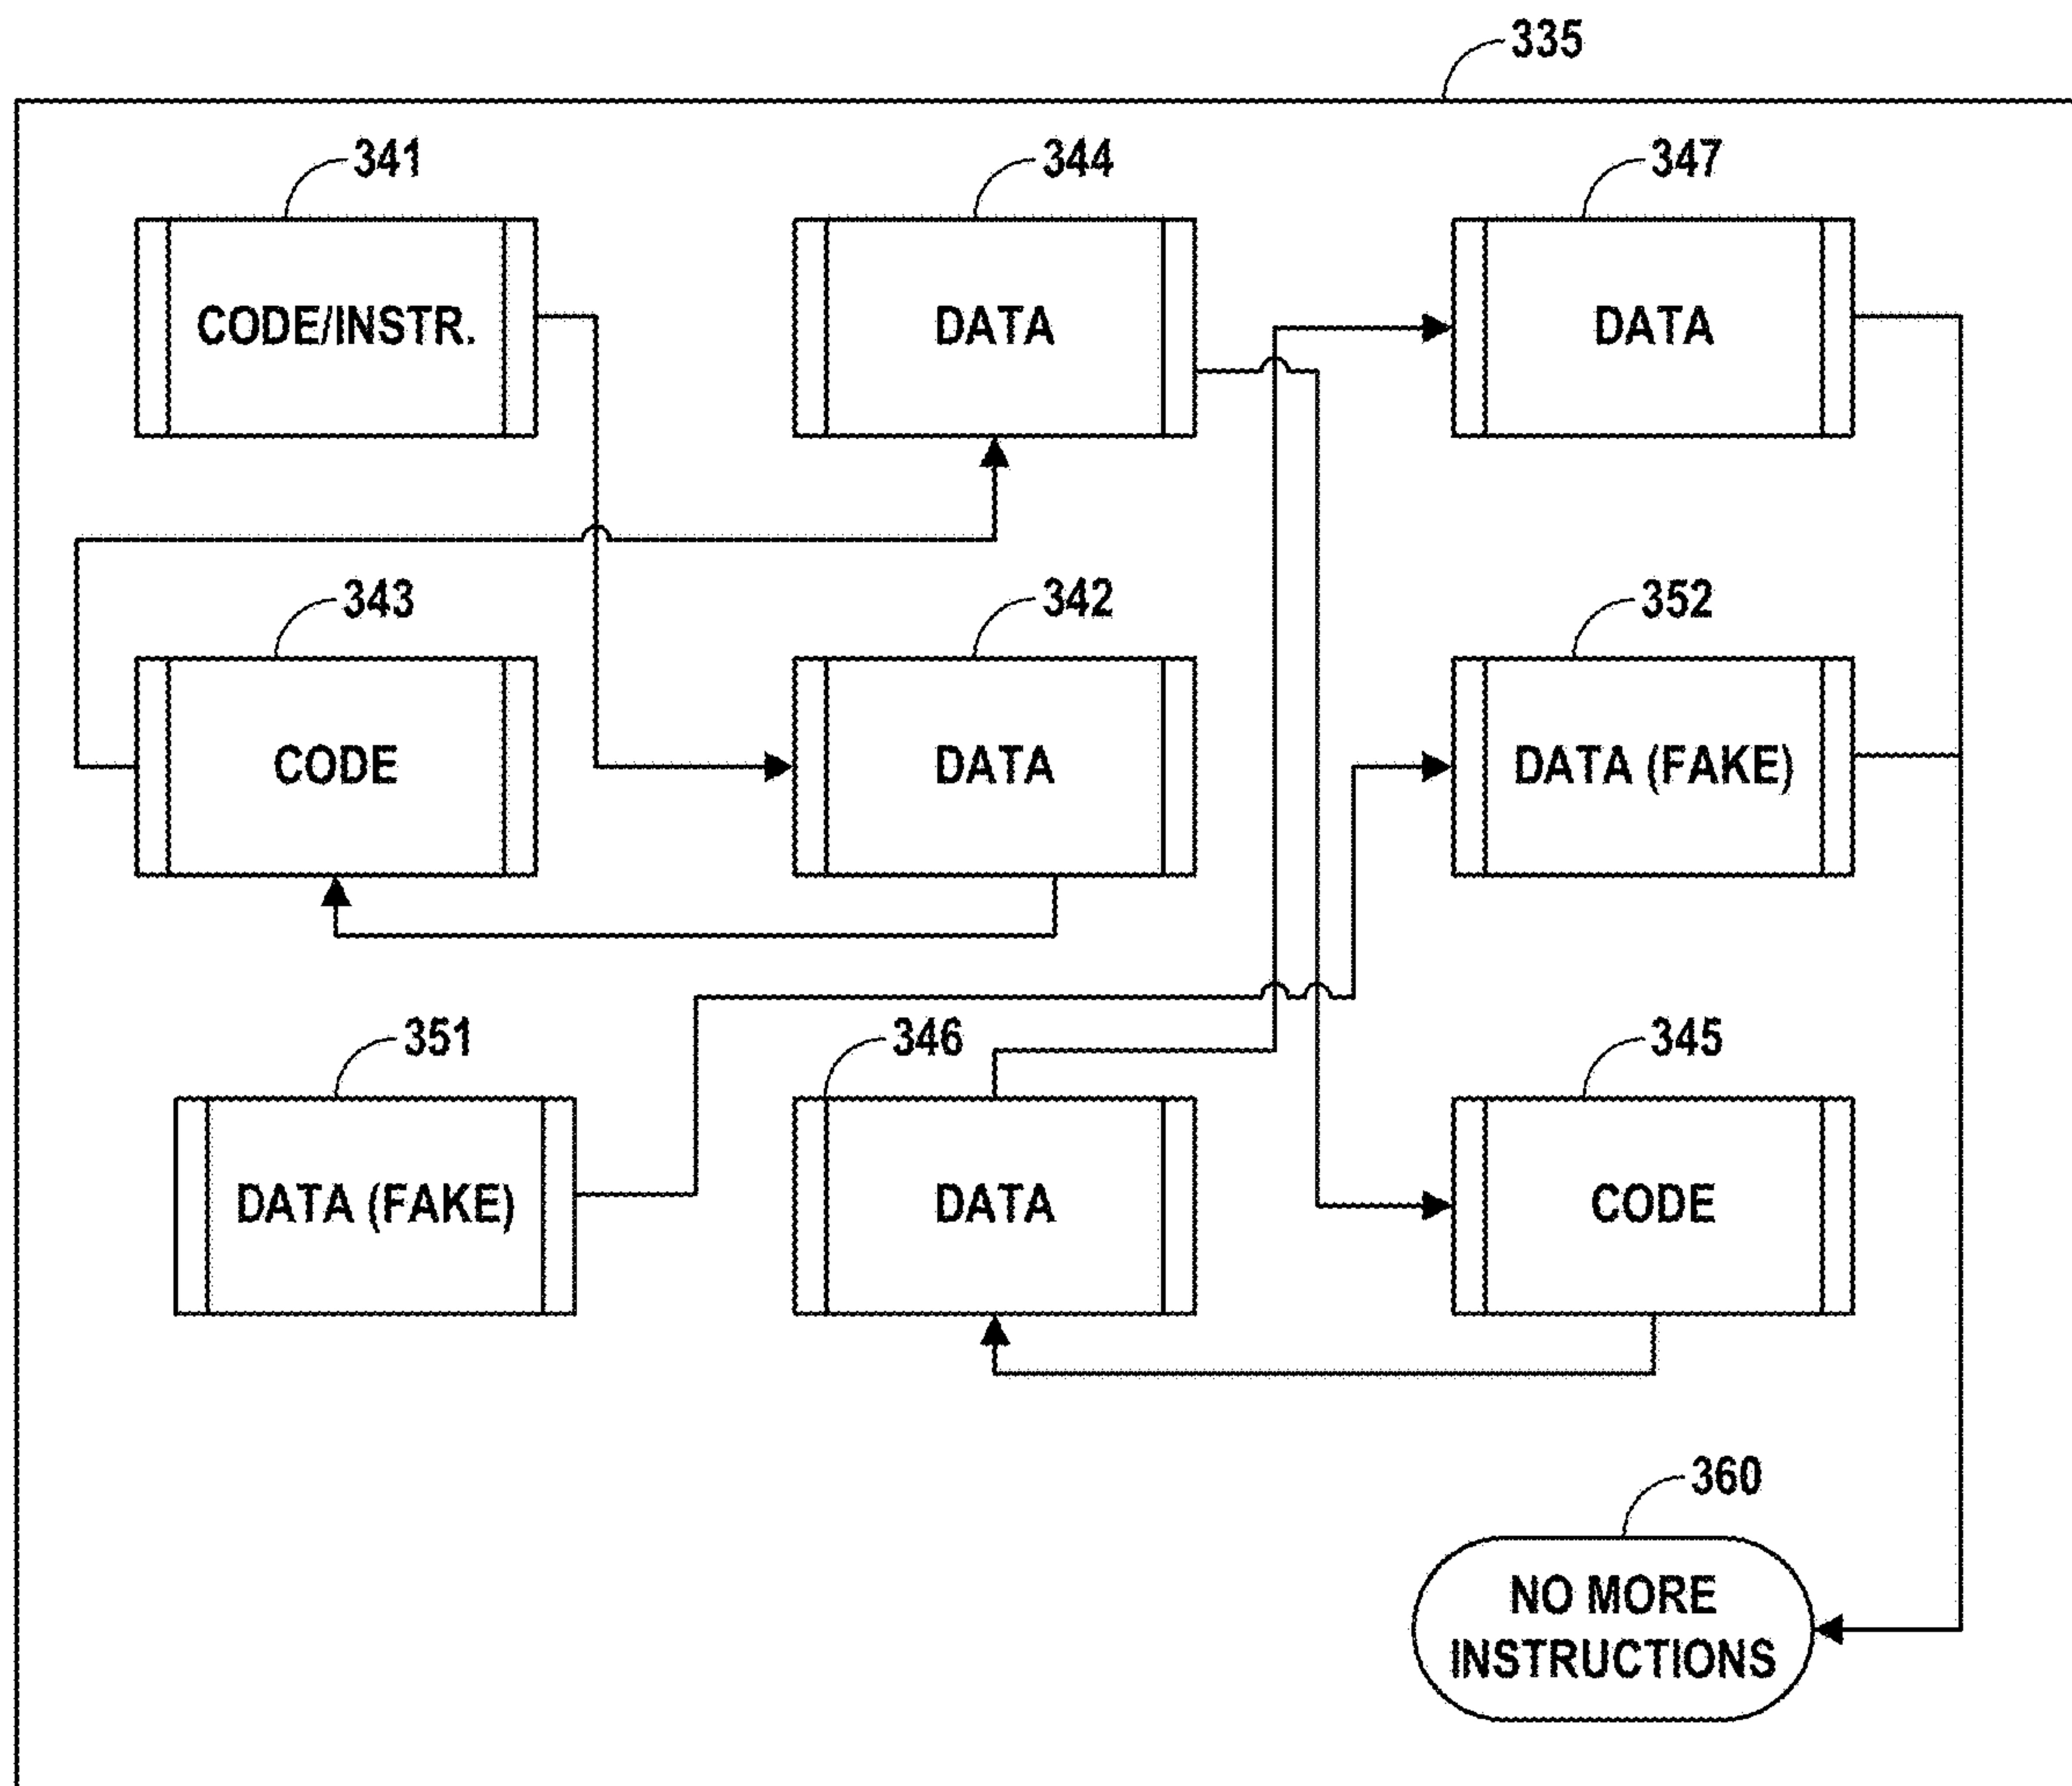 335
341
344
347
CODE/INSTR.
DATA
DATA
343
342
352
CODE
DATA
DATA (FAKE)
351
346
345
DATA (FAKE)
DATA
CODE
360
NO MORE
INSTRUCTIONS